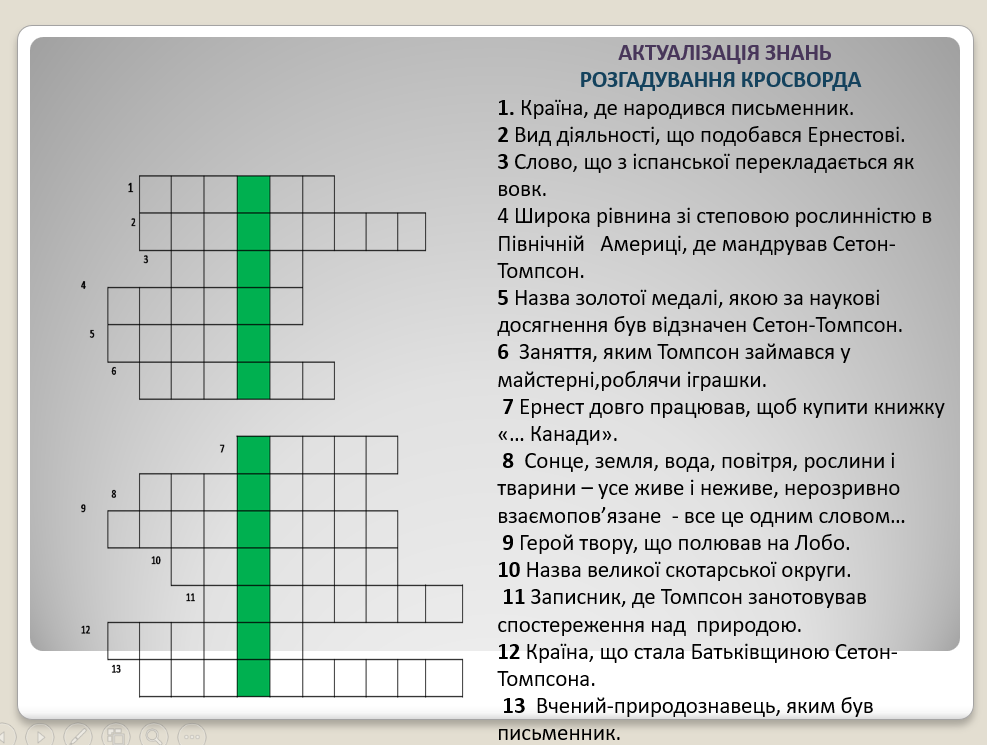 АКТУАЛІЗАЦІЯ ЗНАНЬ
РОЗГАДУВАННЯ КРОСВОРДА
1. Країна, де народився письменник.
2 Вид діяльності, що подобався Ернестові.
3 Слово, що з іспанської перекладається як
вовк.
4 Широка рівнина зі степовою рослинністю в
Північній Америці, де мандрував Сетон-
Томпсон.
5 Назва золотої медалі, якою за наукові
досягнення був відзначен Сетон-Томпсон.
6 Заняття, яким Томпсон займався у
майстерні,роблячи іграшки.
7 Ернест довго працював, щоб купити книжку
«… Канади».
8 Сонце, земля, вода, повітря, рослини і
тварини – усе живе і неживе, нерозривно
взаємопов’язане - все це одним словом…
9 Герой твору, що полював на Лобо.
10 Назва великої скотарської округи.
11 Записник, де Томпсон занотовував
спостереження над природою.
12 Країна, що стала Батьківщиною Сетон-
Томпсона.
13 Вчений-природознавець, яким був
письменник.
1
2
3
4
5
6
7
8
9
10
11
12
13